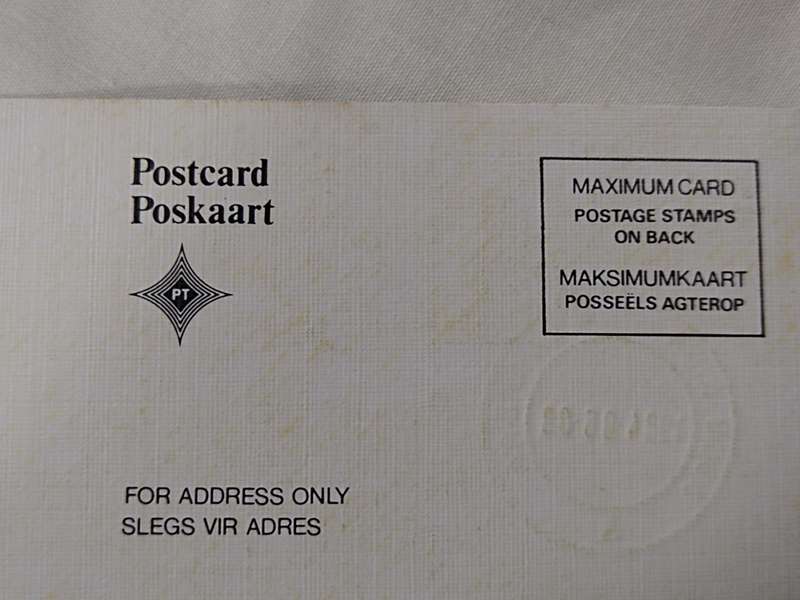 Postcard
Poskaart
PT
MAXIMUM CARD
POSTAGE STAMPS
ON BACK
MAKSIMUMKAART
POSSEËLS AGTEROP
FOR ADDRESS ONLY
SLEGS VIR ADRES